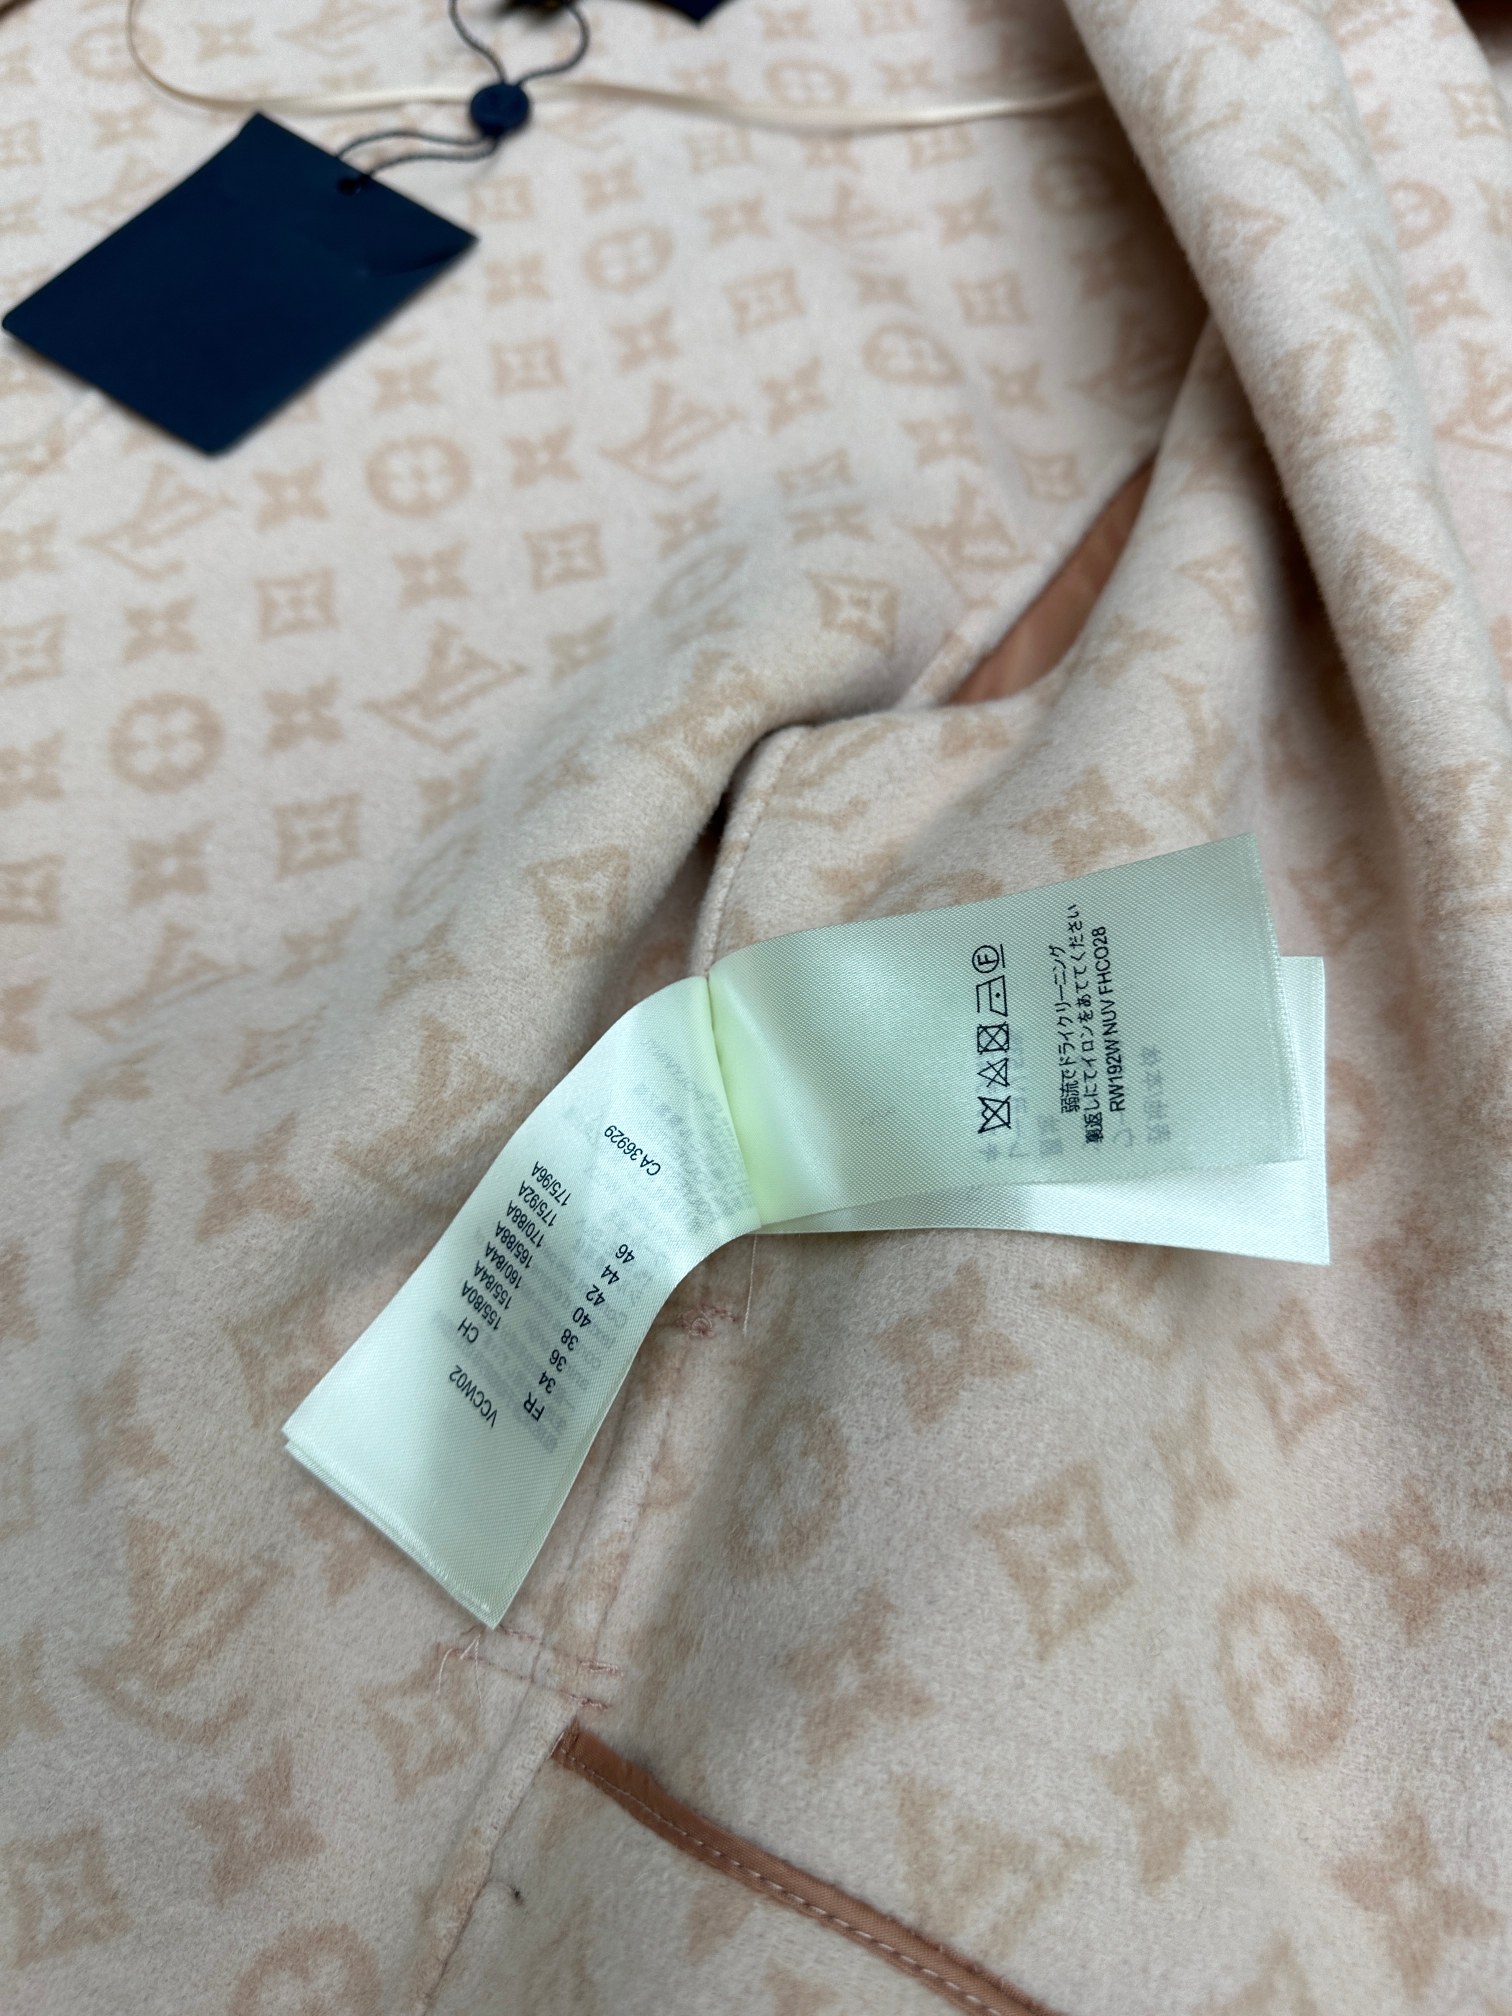 弱流でドライクリーニング
裏返しにてイロンをあててください
RW192W NUV FHCO28
CA 36929
VCCW02
FR 34 36 38 40 42 44 46
CH 155/80A 155/84A 160/84A 165/88A 170/88A 175/92A 175/96A